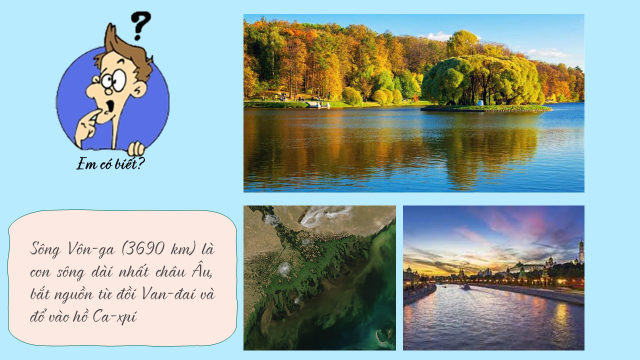 ?
Em có biết?
Sông Vôn-ga (3690 km) là
con sông dài nhất châu Âu,
bắt nguồn từ đồi Van-đai và
đổ vào hồ Ca-xpi